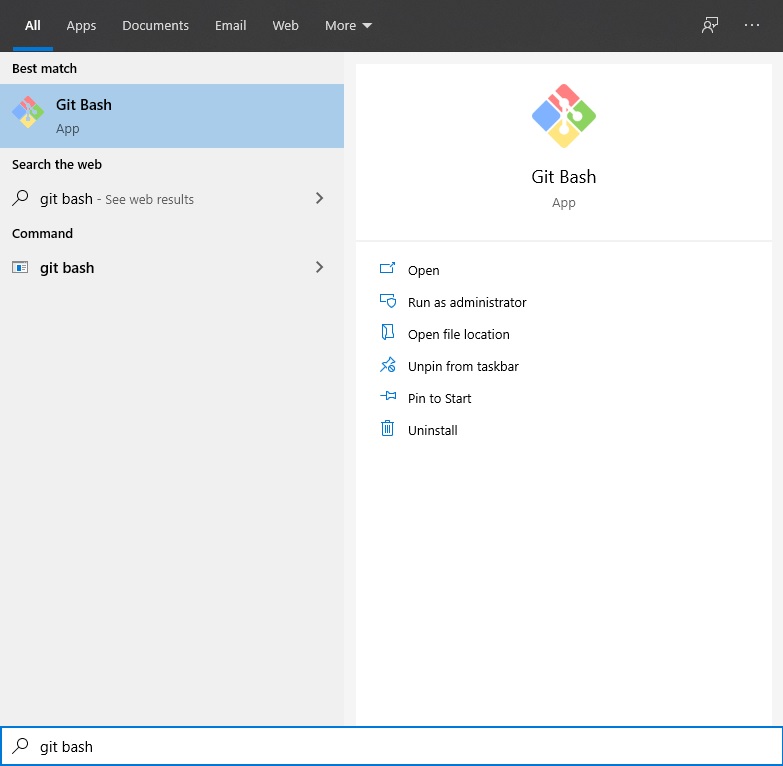 All Apps Documents Email Web More
Best match
Git Bash
App
Search the web
git bash - See web results
Command
git bash
Git Bash
App
Open
Run as administrator
Open file location
Unpin from taskbar
Pin to Start
Uninstall
git bash